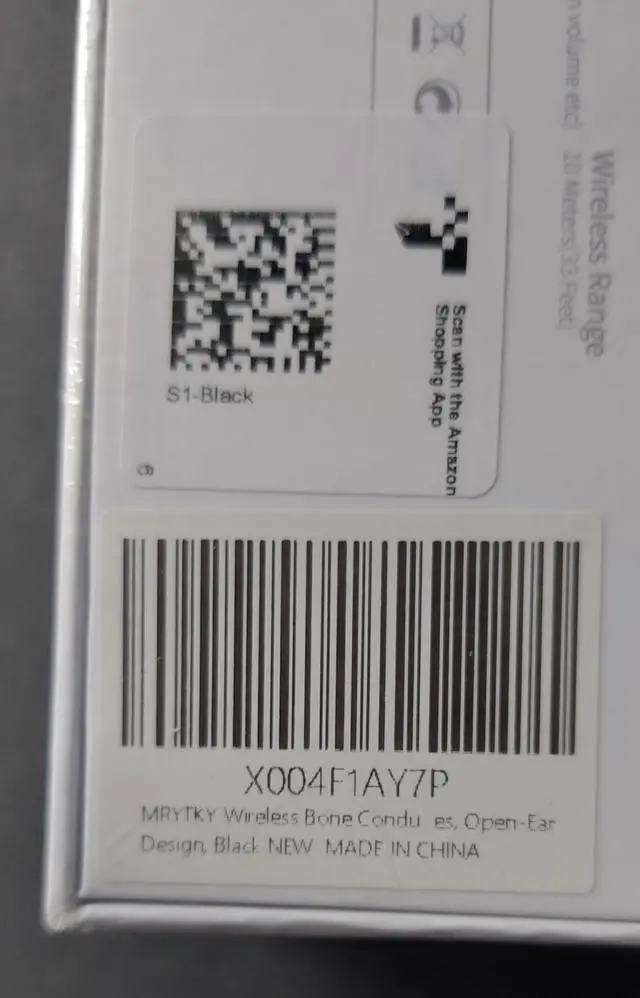 n volume etc)
Wireless Range
10 Meters(33 Feet)
Scan with the Amazon
Shopping App
S1-Black
6
X004F1AY7P
MRYTKY Wireless Bone Condu es, Open-Ear
Design, Black NEW MADE IN CHINA